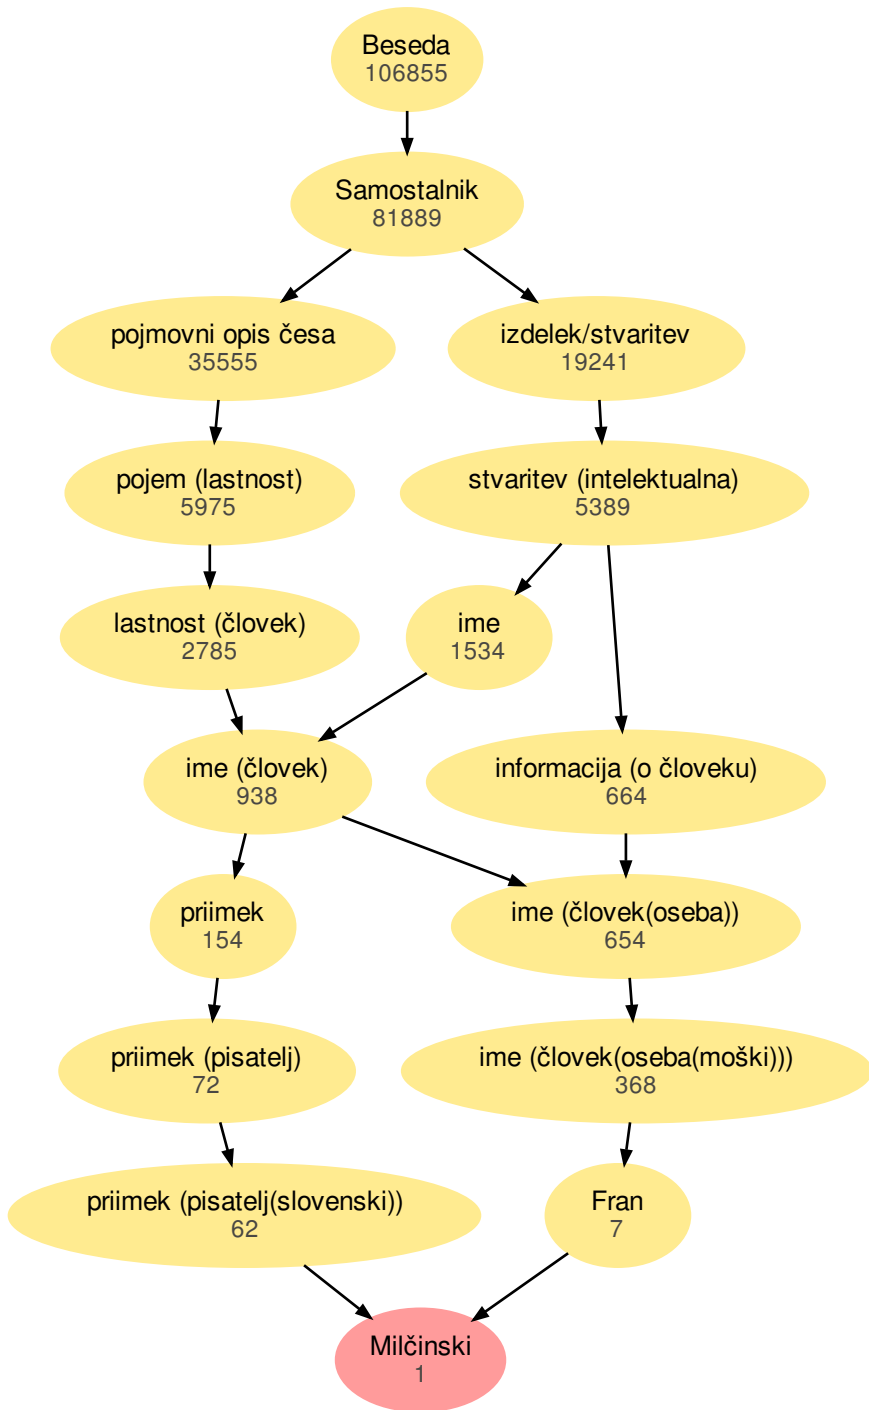 Beseda
106855
Samostalnik
81889
pojmovni opis česa
35555
izdelek/stvaritev
19241
pojem (lastnost)
5975
stvaritev (intelektualna)
5389
lastnost (človek)
2785
ime
1534
ime (človek)
938
informacija (o človeku)
664
priimek
154
ime (človek(oseba))
654
priimek (pisatelj)
72
ime (človek(oseba(moški)))
368
priimek (pisatelj(slovenski))
62
Fran
7
Milčinski
1